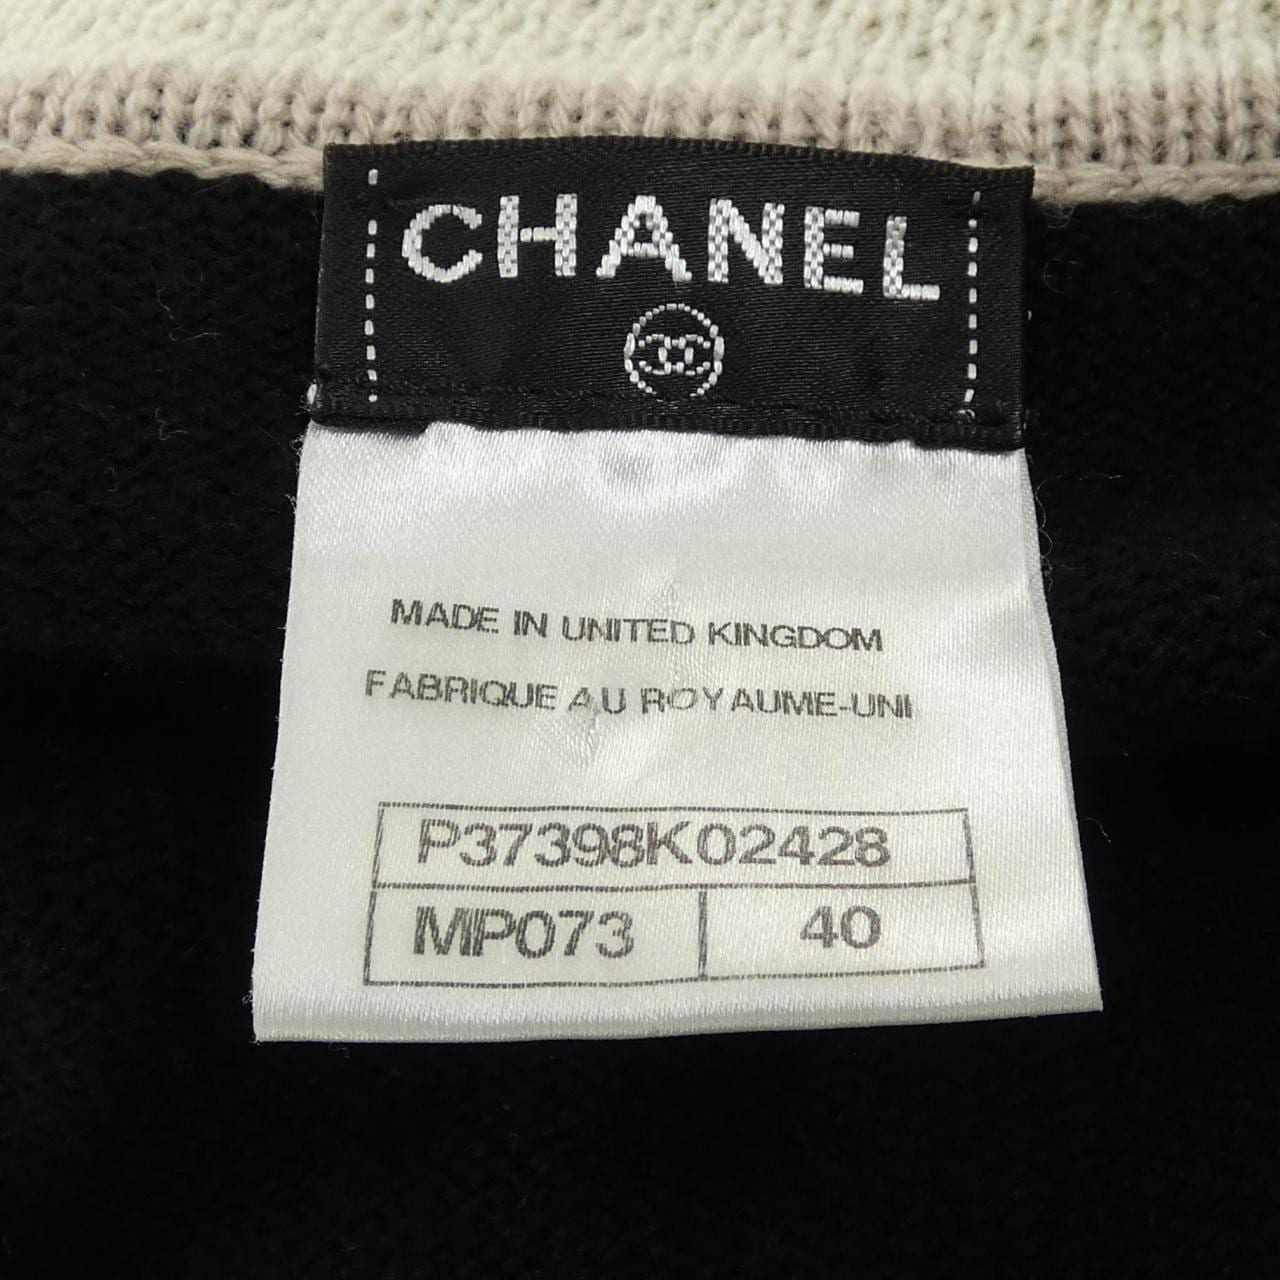 CHANEL
MADE IN UNITED KINGDOM
FABRIQUE AU ROYAUME-UNI
P37398K02428
MP073 40